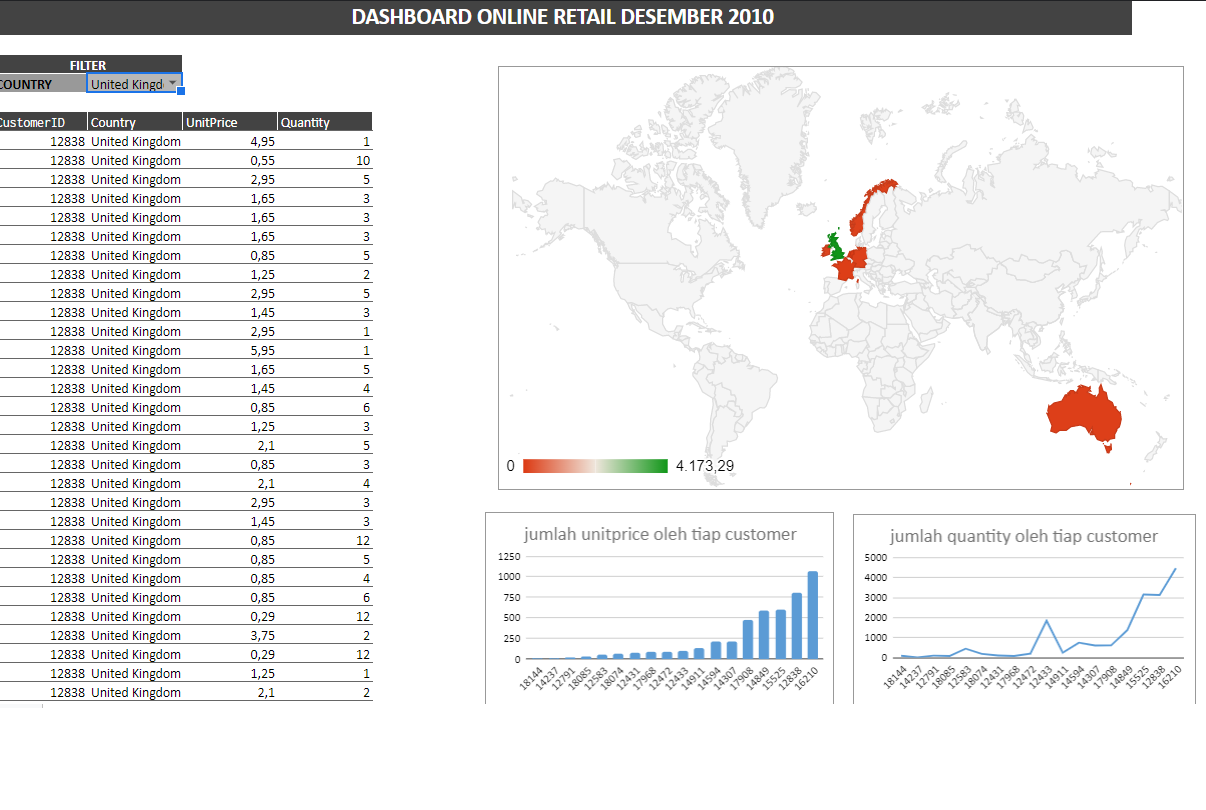 DASHBOARD ONLINE RETAIL DESEMBER 2010
FILTER
COUNTRY United Kingd
CustomerID Country UnitPrice Quantity
12838 United Kingdom 4,95 1
12838 United Kingdom 0,55 10
12838 United Kingdom 2,95 5
12838 United Kingdom 1,65 3
12838 United Kingdom 1,65 3
12838 United Kingdom 1,65 3
12838 United Kingdom 0,85 5
12838 United Kingdom 1,25 2
12838 United Kingdom 2,95 5
12838 United Kingdom 1,45 3
12838 United Kingdom 2,95 1
12838 United Kingdom 5,95 1
12838 United Kingdom 1,65 5
12838 United Kingdom 1,45 4
12838 United Kingdom 0,85 6
12838 United Kingdom 1,25 3
12838 United Kingdom 2,1 5
12838 United Kingdom 0,85 3
12838 United Kingdom 2,1 4
12838 United Kingdom 2,95 3
12838 United Kingdom 1,45 3
12838 United Kingdom 0,85 12
12838 United Kingdom 0,85 5
12838 United Kingdom 0,85 4
12838 United Kingdom 0,85 6
12838 United Kingdom 0,29 12
12838 United Kingdom 3,75 2
12838 United Kingdom 0,29 12
12838 United Kingdom 1,25 1
12838 United Kingdom 2,1 2
0 4.173,29
jumlah unitprice oleh tiap customer
1250
1000
750
500
250
0
18144 14237 12791 18085 12583 18074 12431 17968 12472 12433 14911 14594 14307 17908 14849 15525 12838 16210
jumlah quantity oleh tiap customer
5000
4000
3000
2000
1000
0
18144 14237 12791 18085 12583 18074 12431 17968 12472 12433 14911 14594 14307 17908 14849 15525 12838 16210